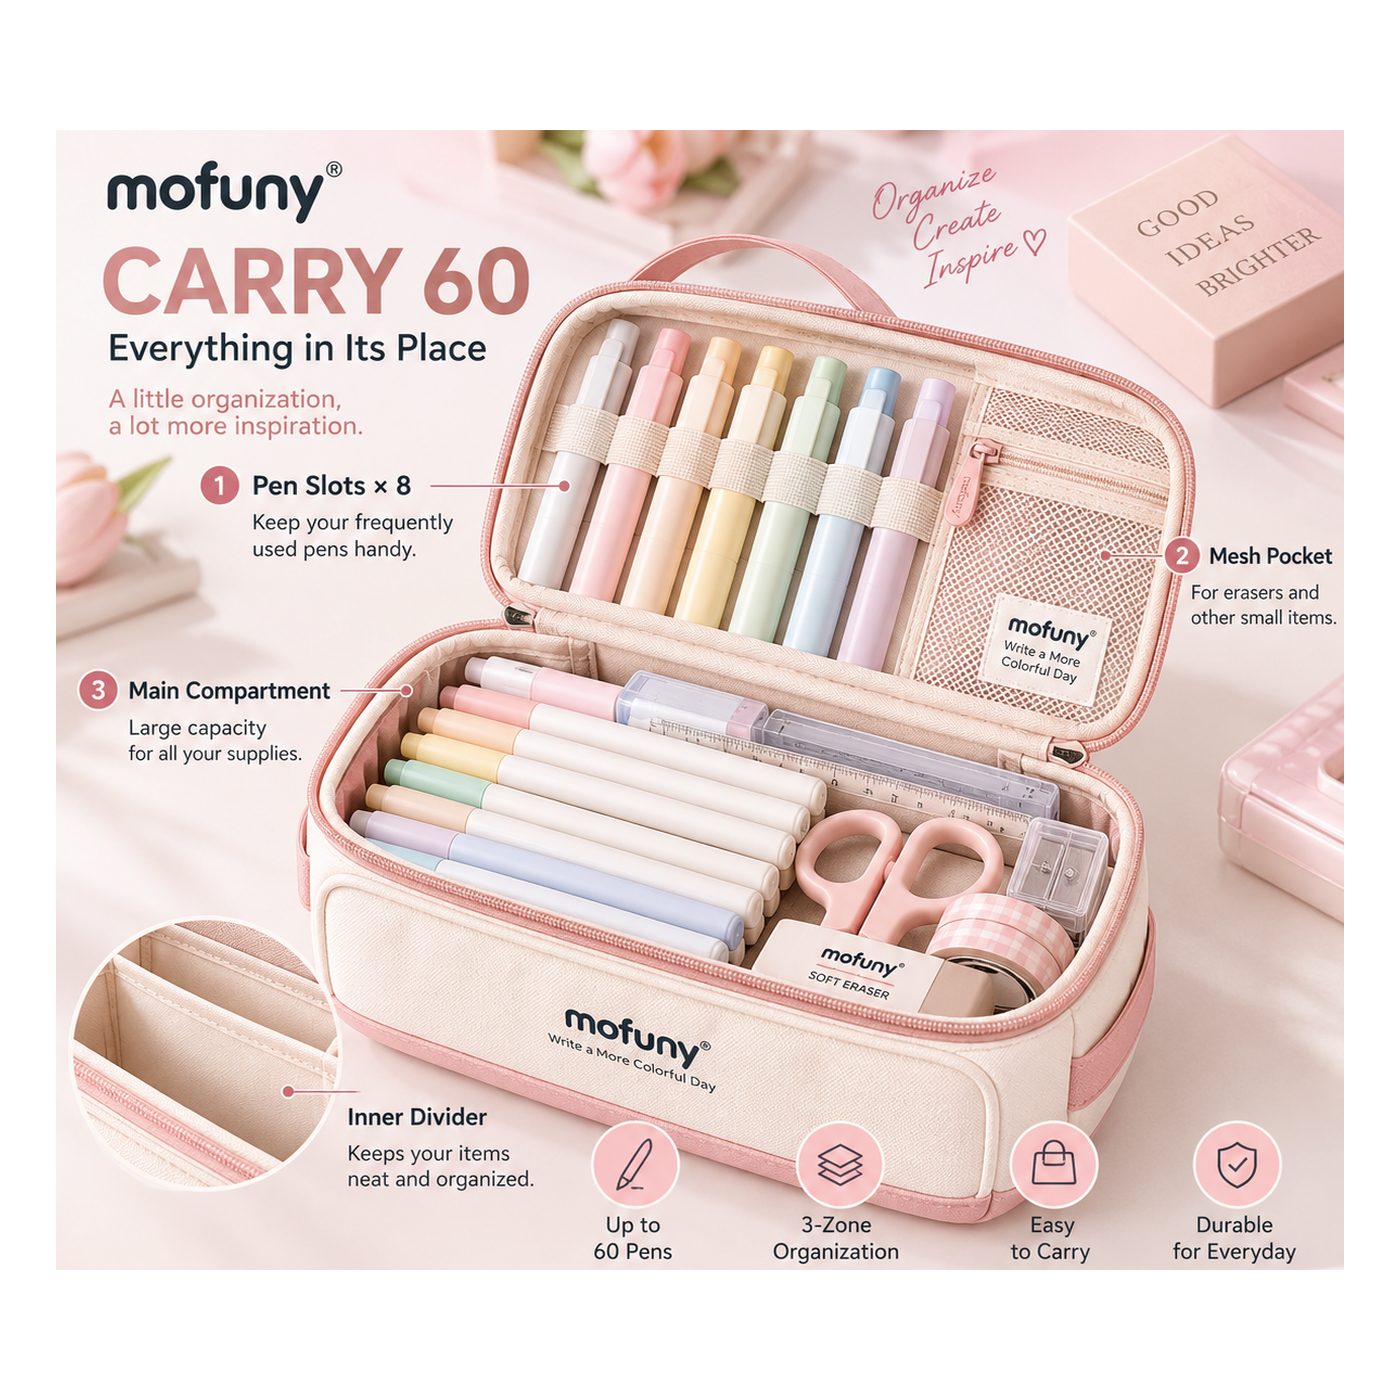 mofuny®
CARRY 60
Everything in Its Place
A little organization,
a lot more inspiration.
Organize
Create
Inspire
GOOD
IDEAS
BRIGHTER
1 Pen Slots × 8
Keep your frequently
used pens handy.
mofuny
2 Mesh Pocket
For erasers and
other small items.
mofuny®
Write a More
Colorful Day
3 Main Compartment
Large capacity
for all your supplies.
mofuny®
SOFT ERASER
mofuny®
Write a More Colorful Day
Inner Divider
Keeps your items
neat and organized.
Up to
60 Pens
3-Zone
Organization
Easy
to Carry
Durable
for Everyday